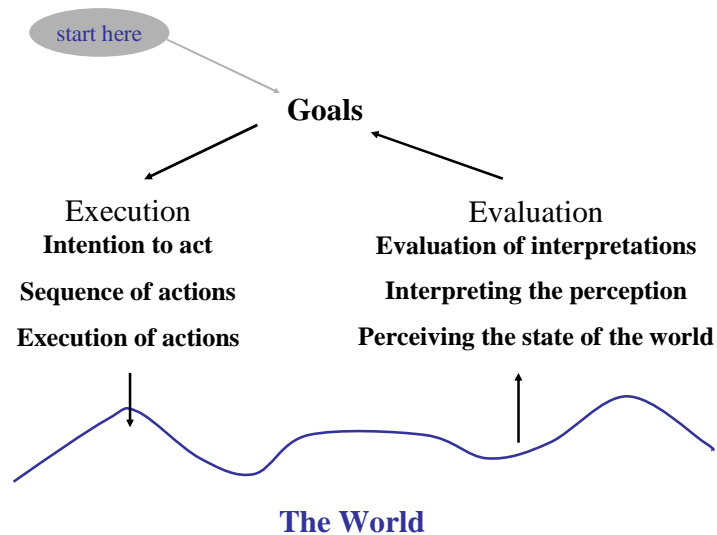 start here
Goals
Execution
Intention to act
Sequence of actions
Execution of actions
Evaluation
Evaluation of interpretations
Interpreting the perception
Perceiving the state of the world
The World